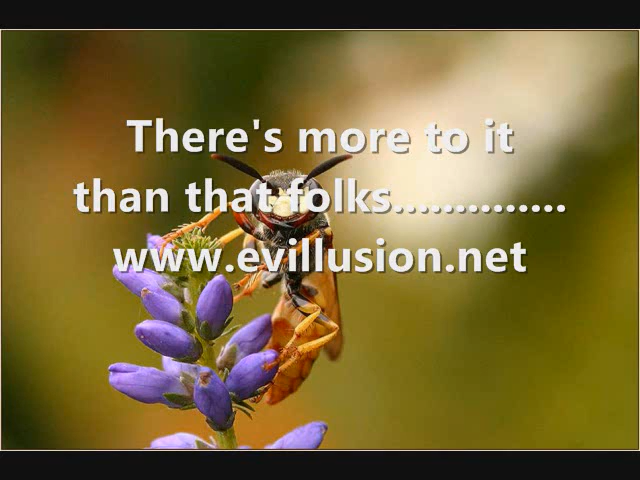 There's more to it
than that folks..............
www.evillusion.net